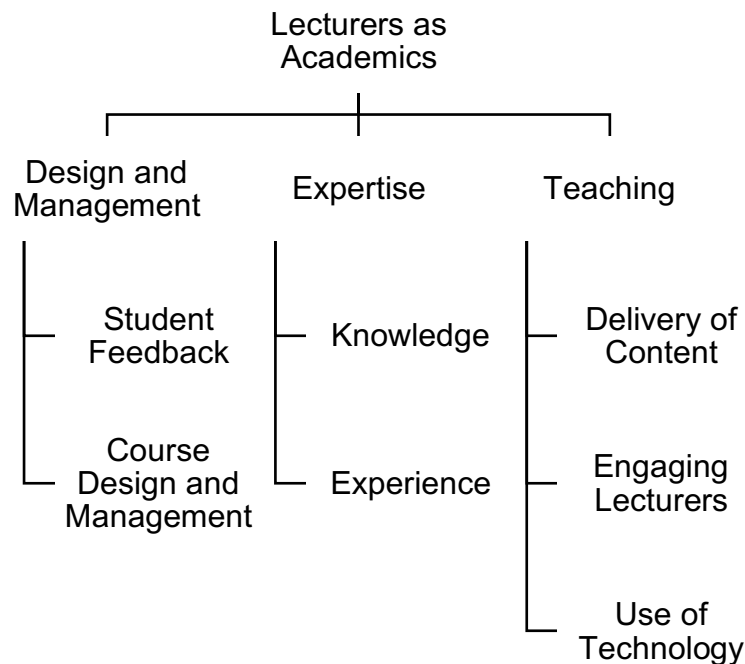 Lecturers as
Academics
Design and
Management
Expertise
Teaching
Student
Feedback
Knowledge
Delivery of
Content
Course
Design and
Management
Experience
Engaging
Lecturers
Use of
Technology